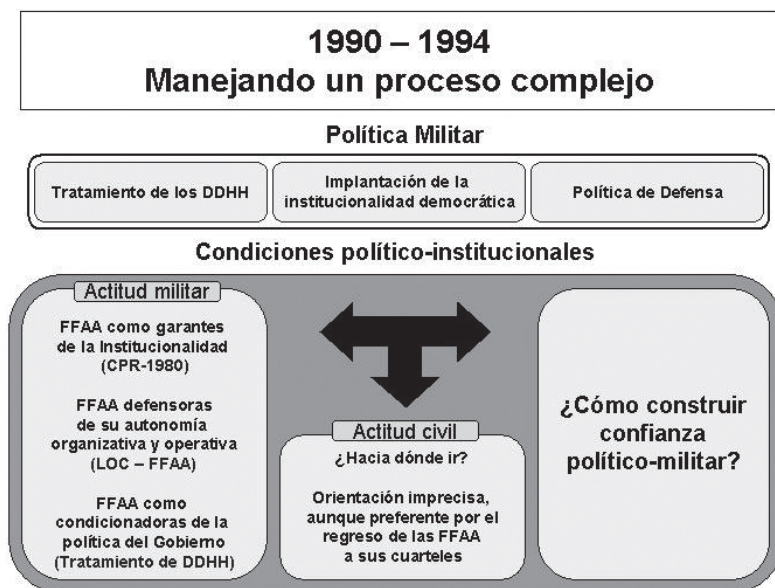 1990 – 1994
Manejando un proceso complejo
Política Militar
Tratamiento de los DDHH
Implantación de la
institucionalidad democrática
Política de Defensa
Condiciones político-institucionales
Actitud militar
FFAA como garantes
de la Institucionalidad
(CPR-1980)
FFAA defensoras
de su autonomía
organizativa y operativa
(LOC – FFAA)
FFAA como
condicionadoras de la
política del Gobierno
(Tratamiento de DDHH)
Actitud civil
¿Hacia dónde ir?
Orientación imprecisa,
aunque preferente por el
regreso de las FFAA
a sus cuarteles
¿Cómo construir
confianza
político-militar?